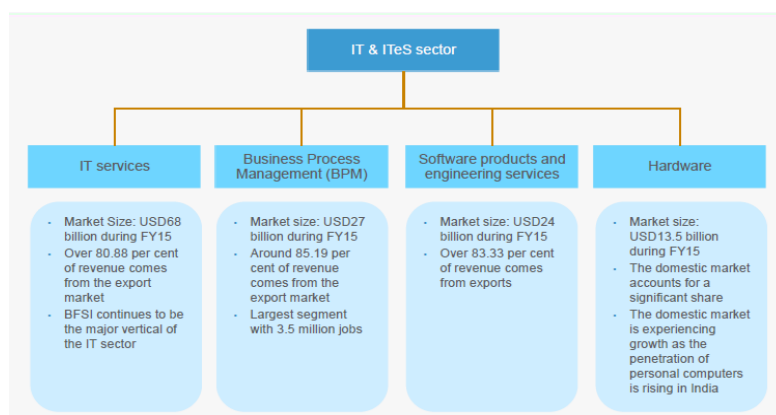 IT & ITeS sector
IT services
Business Process
Management (BPM)
Software products and
engineering services
Hardware
· Market Size: USD68
billion during FY15
· Over 80.88 per cent
of revenue comes
from the export
market
· BFSI continues to be
the major vertical of
the IT sector
· Market size: USD27
billion during FY15
· Around 85.19 per
cent of revenue
comes from the
export market
· Largest segment
with 3.5 million jobs
· Market size: USD24
billion during FY15
· Over 83.33 per cent
of revenue comes
from exports
· Market size:
USD13.5 billion
during FY15
· The domestic market
accounts for a
significant share
· The domestic market
is experiencing
growth as the
penetration of
personal computers
is rising in India